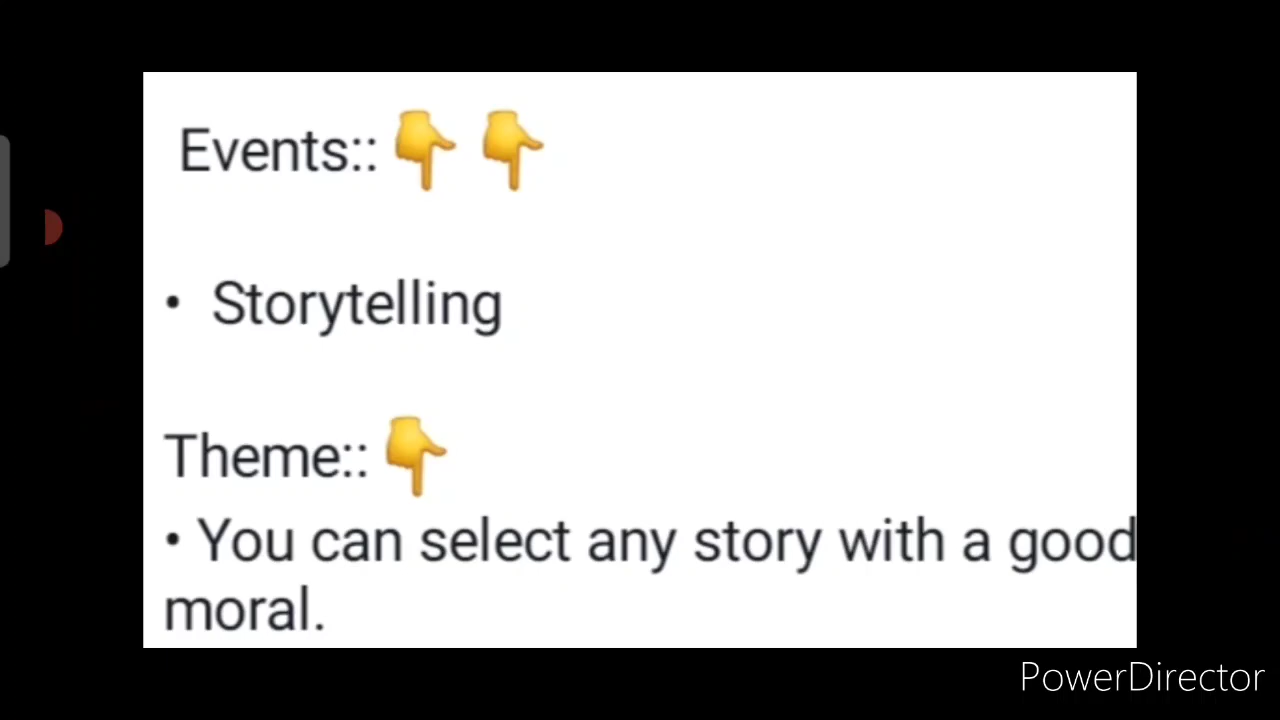 Events::👇 👇
• Storytelling
Theme::👇
• You can select any story with a good
moral.
PowerDirector